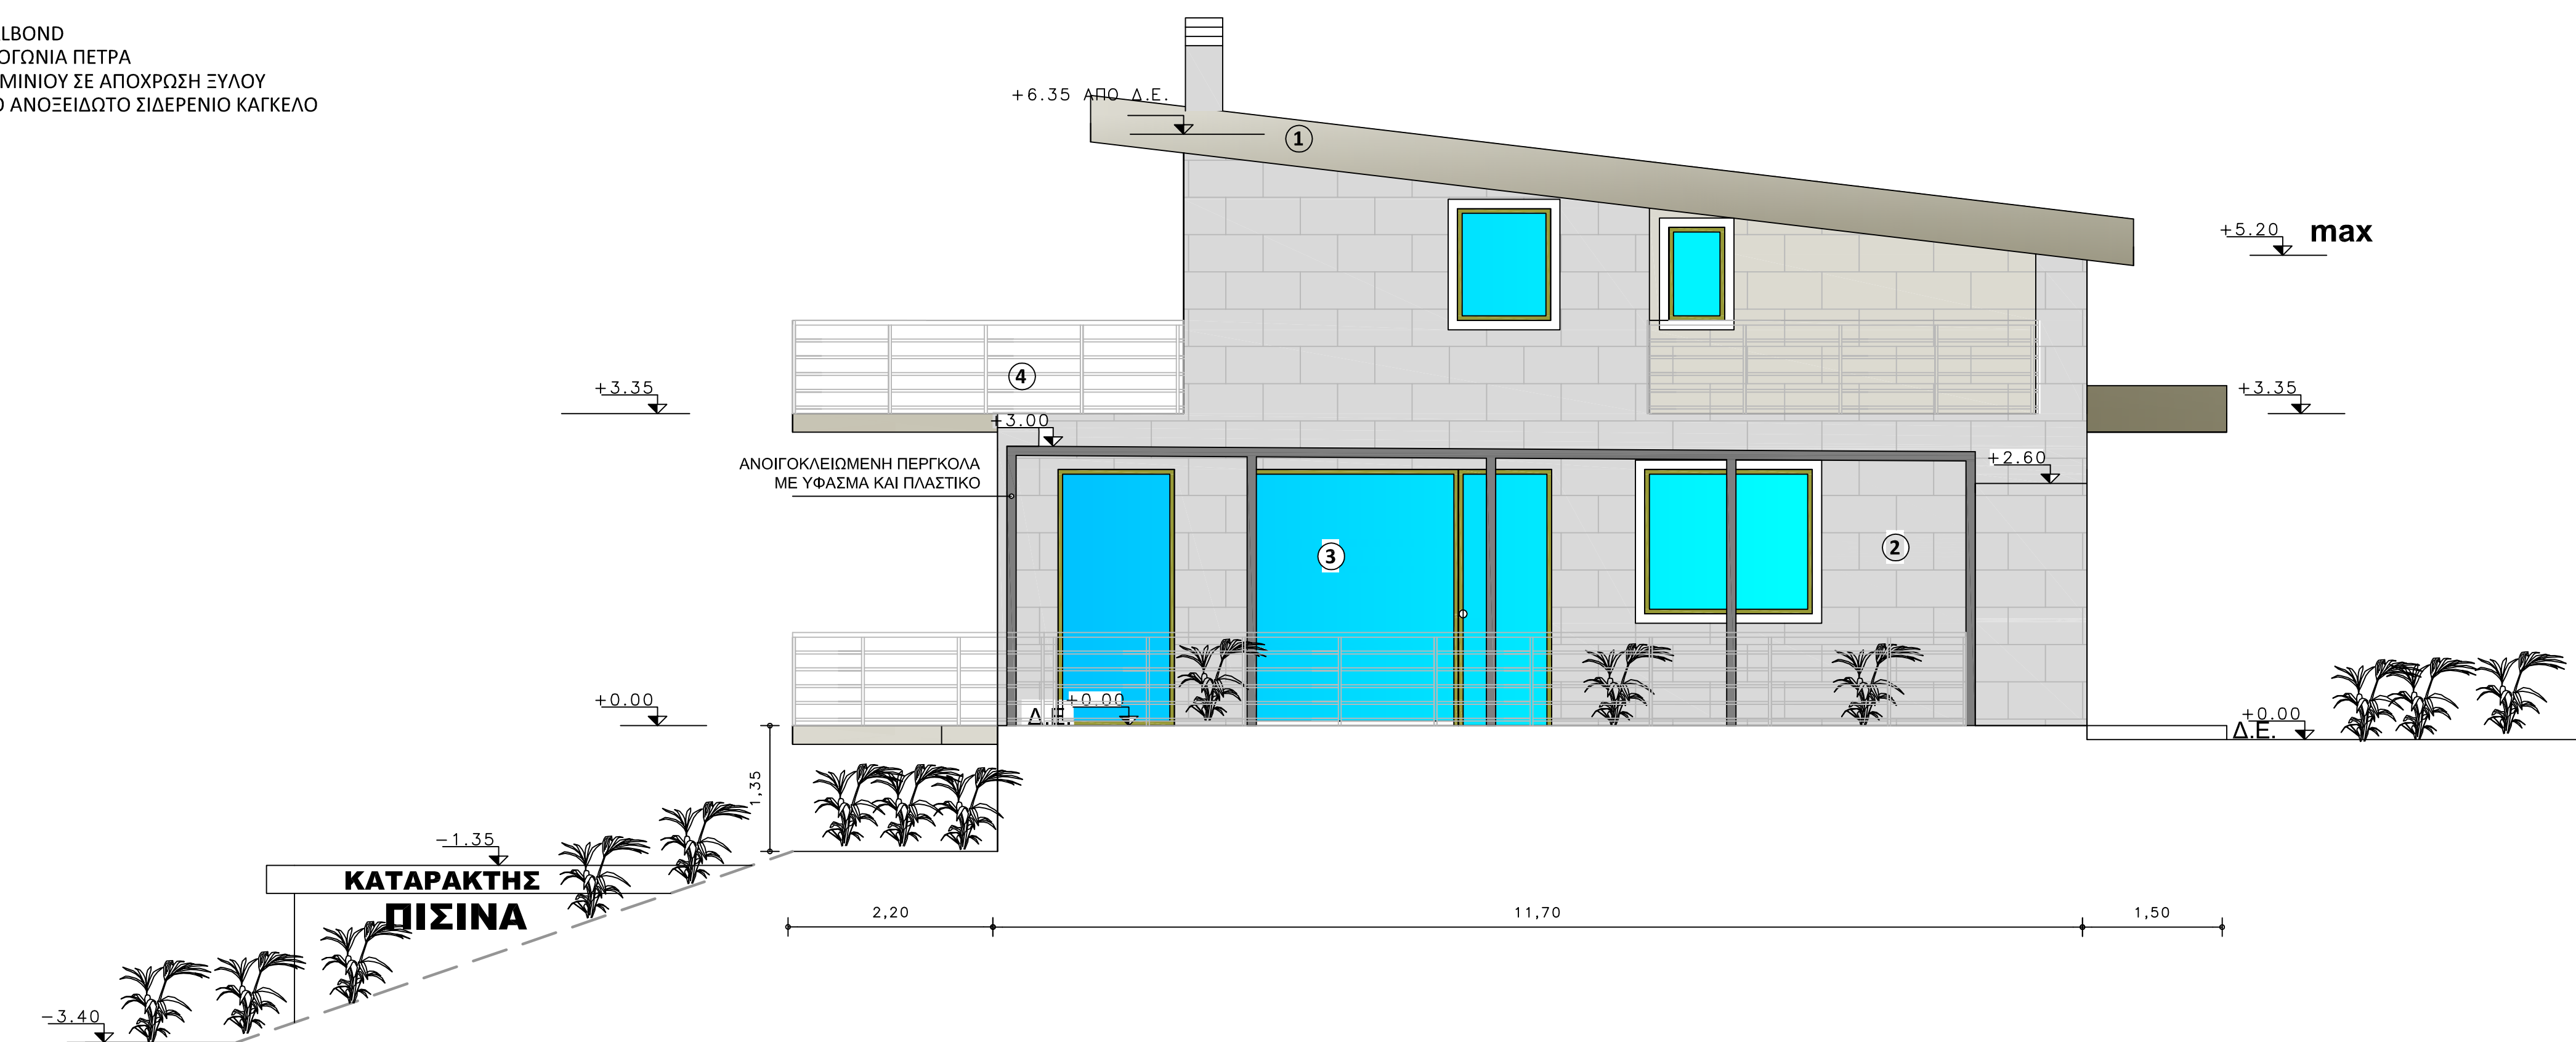 LBOND
ΟΓΩΝΙΑ ΠΕΤΡΑ
ΜΙΝΙΟΥ ΣΕ ΑΠΟΧΡΩΣΗ ΞΥΛΟΥ
Ο ΑΝΟΞΕΙΔΩΤΟ ΣΙΔΕΡΕΝΙΟ ΚΑΓΚΕΛΟ
+6.35 ΑΠΟ Δ.Ε.
1
+5.20 max
4
+3.35
+3.35
+3.00
ΑΝΟΙΓΟΚΛΕΙΩΜΕΝΗ ΠΕΡΓΚΟΛΑ
ΜΕ ΥΦΑΣΜΑ ΚΑΙ ΠΛΑΣΤΙΚΟ
+2.60
3
2
+0.00
Δ.Ε.
+0.00
+0.00
Δ.Ε.
1,35
-1.35
ΚΑΤΑΡΑΚΤΗΣ
ΠΙΣΙΝΑ
2,20
11,70
1,50
-3.40